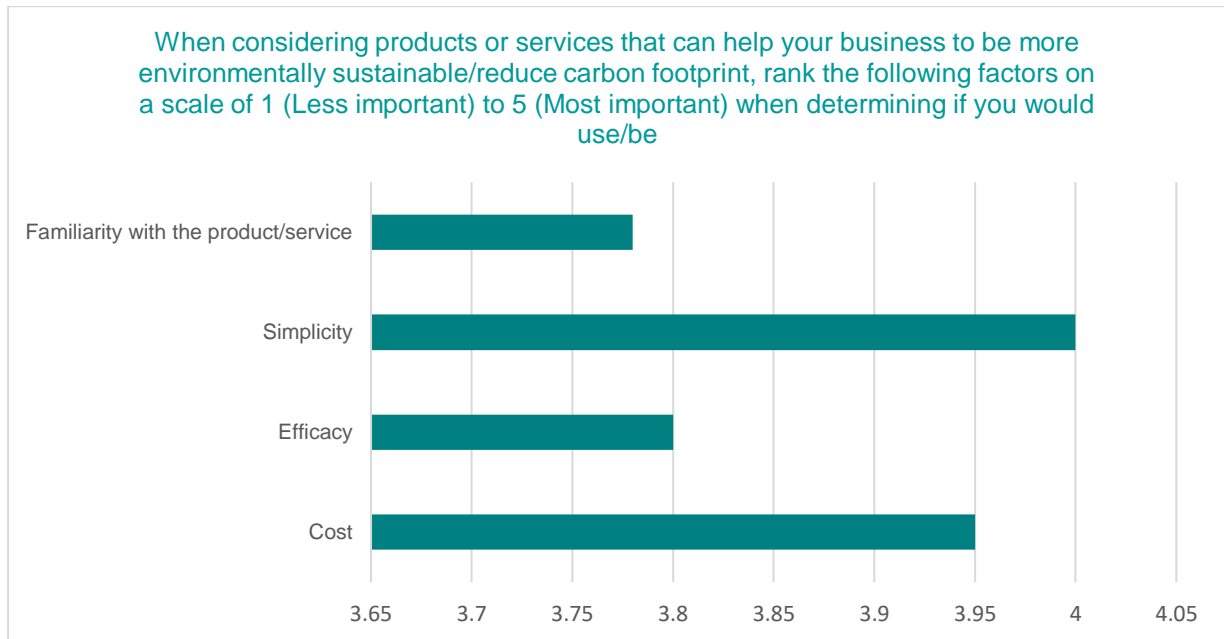 When considering products or services that can help your business to be more
environmentally sustainable/reduce carbon footprint, rank the following factors on
a scale of 1 (Less important) to 5 (Most important) when determining if you would
use/be
Familiarity with the product/service
Simplicity
Efficacy
Cost
3.65 3.7 3.75 3.8 3.85 3.9 3.95 4 4.05